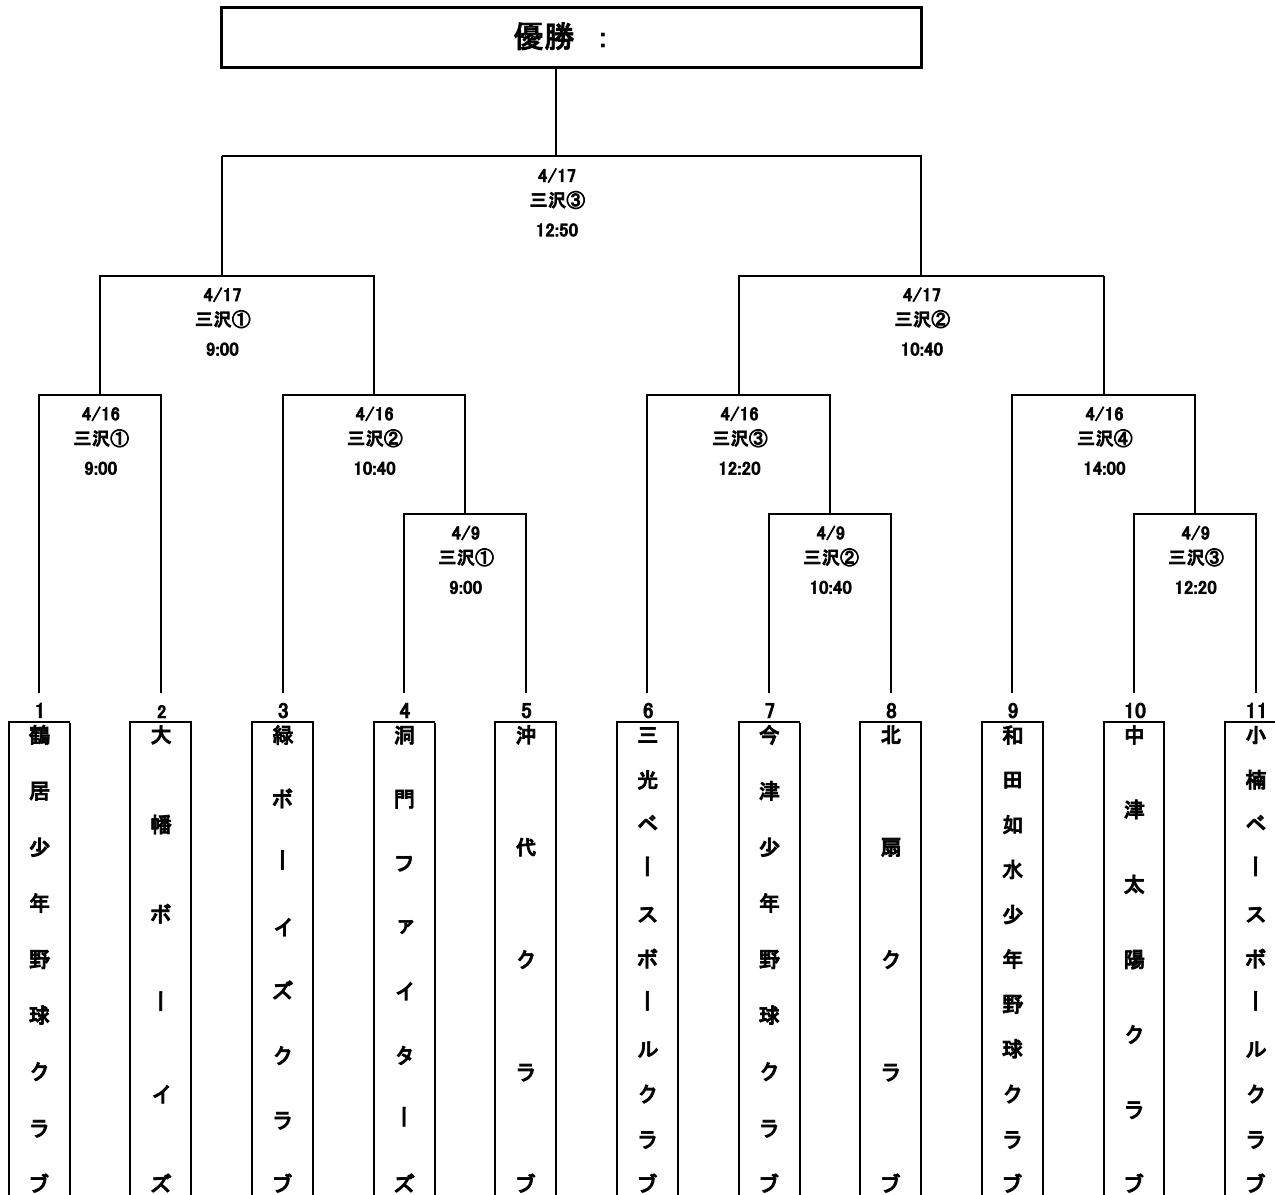 優勝 ：
4/17
三沢③
12:50
4/17
三沢①
9:00
4/17
三沢②
10:40
4/16
三沢①
9:00
4/16
三沢②
10:40
4/16
三沢③
12:20
4/16
三沢④
14:00
4/9
三沢①
9:00
4/9
三沢②
10:40
4/9
三沢③
12:20
1
鶴居少年野球クラブ
2
大幡ボーイズ
3
緑ボーイズクラブ
4
洞門ファイターズ
5
沖代クラブ
6
三光ベースボールクラブ
7
今津少年野球クラブ
8
北扇クラブ
9
和田如水少年野球クラブ
10
中津太陽クラブ
11
小楠ベースボールクラブ